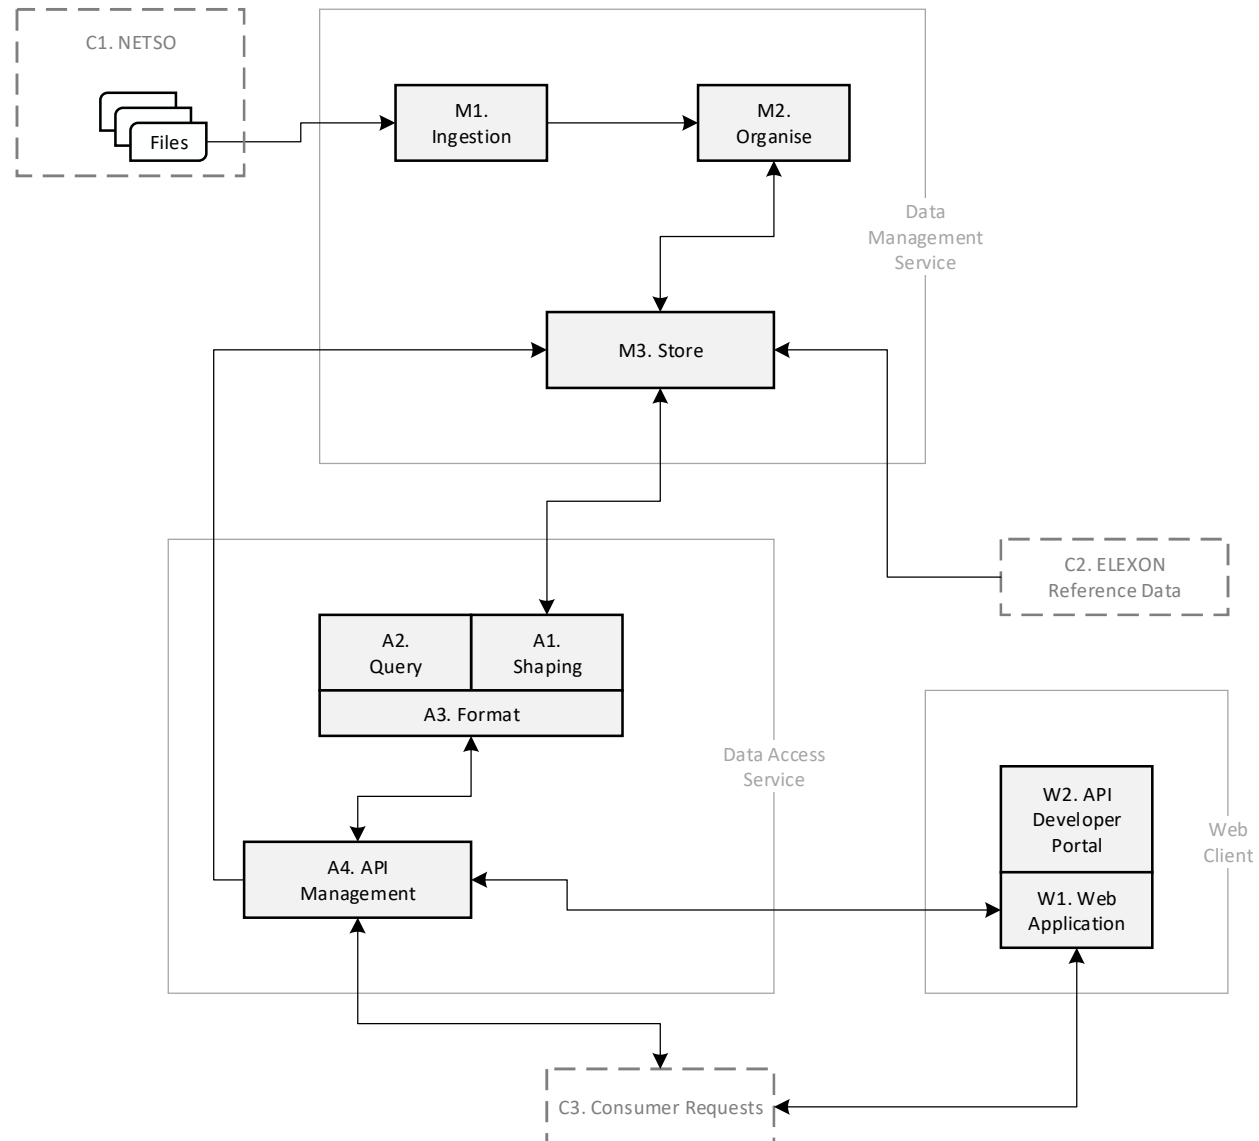 C1. NETSO
Files
M1.
Ingestion
M2.
Organise
Data
Management
Service
M3. Store
C2. ELEXON
Reference Data
A2.
Query
A1.
Shaping
A3. Format
Data Access
Service
W2. API
Developer
Portal
Web
Client
A4. API
Management
W1. Web
Application
C3. Consumer Requests